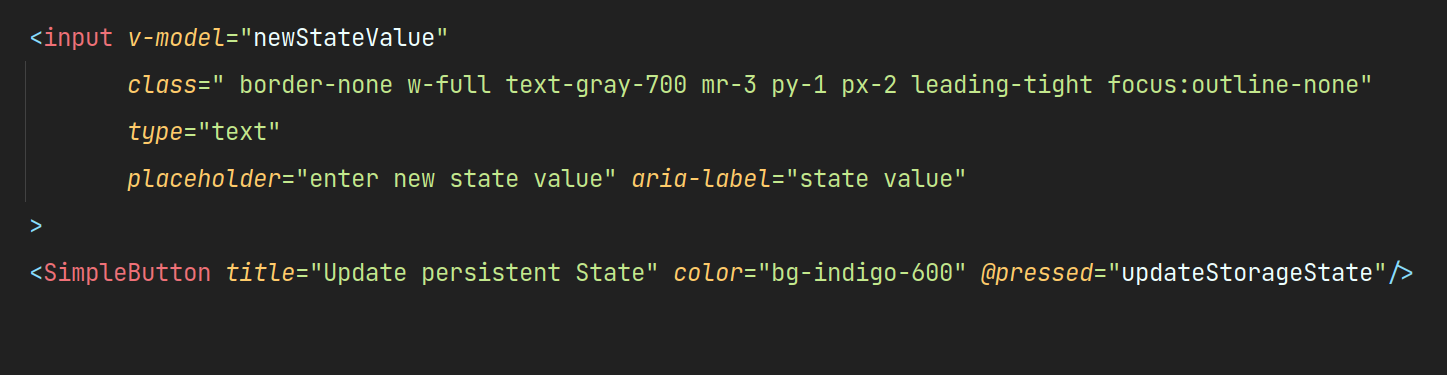 <input v-model="newStateValue"
class=" border-none w-full text-gray-700 mr-3 py-1 px-2 leading-tight focus:outline-none"
type="text"
placeholder="enter new state value" aria-label="state value"
>
<SimpleButton title="Update persistent State" color="bg-indigo-600" @pressed="updateStorageState"/>